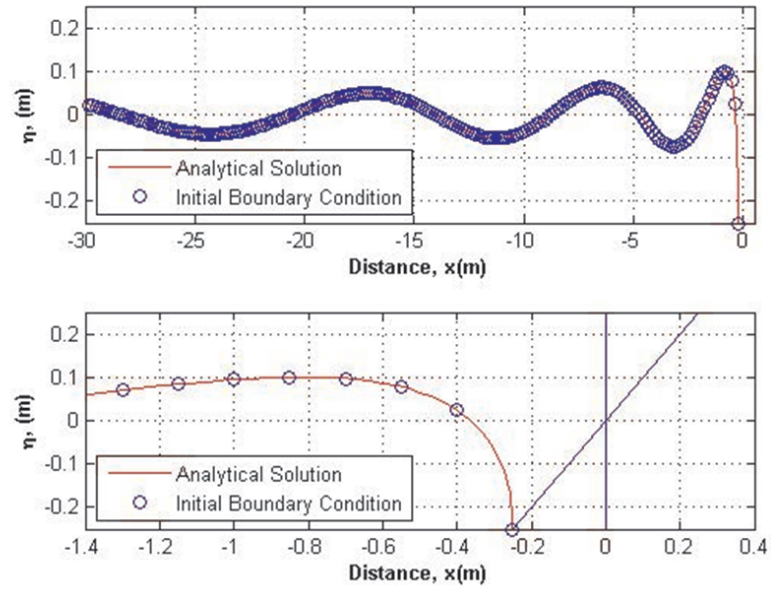 0.2
0.1
0
-0.1
-0.2
η, (m)
Analytical Solution
Initial Boundary Condition
-30 -25 -20 -15 -10 -5 0
Distance, x(m)
0.2
0.1
0
-0.1
-0.2
η, (m)
Analytical Solution
Initial Boundary Condition
-1.4 -1.2 -1 -0.8 -0.6 -0.4 -0.2 0 0.2 0.4
Distance, x(m)